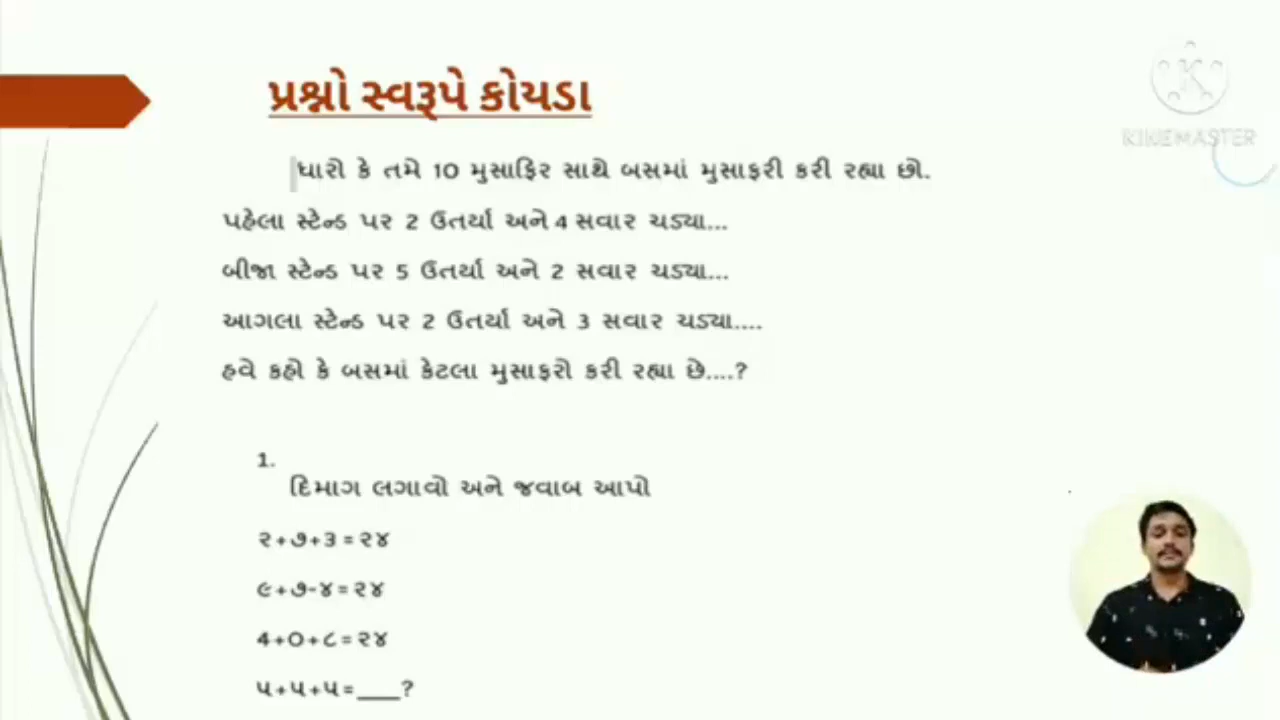 પ્રશ્નો સ્વરૂપે કોયડા
KINEMASTER
ધારો કે તમે 10 મુસાફિર સાથે બસમાં મુસાફરી કરી રહ્યા છો.
પહેલા સ્ટેન્ડ પર 2 ઉતર્યા અને 4 સવાર ચડ્યા...
બીજા સ્ટેન્ડ પર 5 ઉતર્યા અને 2 સવાર ચડ્યા...
આગલા સ્ટેન્ડ પર 2 ઉતર્યા અને 3 સવાર ચડ્યા....
હવે કહો કે બસમાં કેટલા મુસાફરો કરી રહ્યા છે....?
1.
દિમાગ લગાવો અને જવાબ આપો
૨+૭+3=૨૪
૯+૭-૪=૨૪
4+0+૮=૨૪
૫+૫+૫=___?